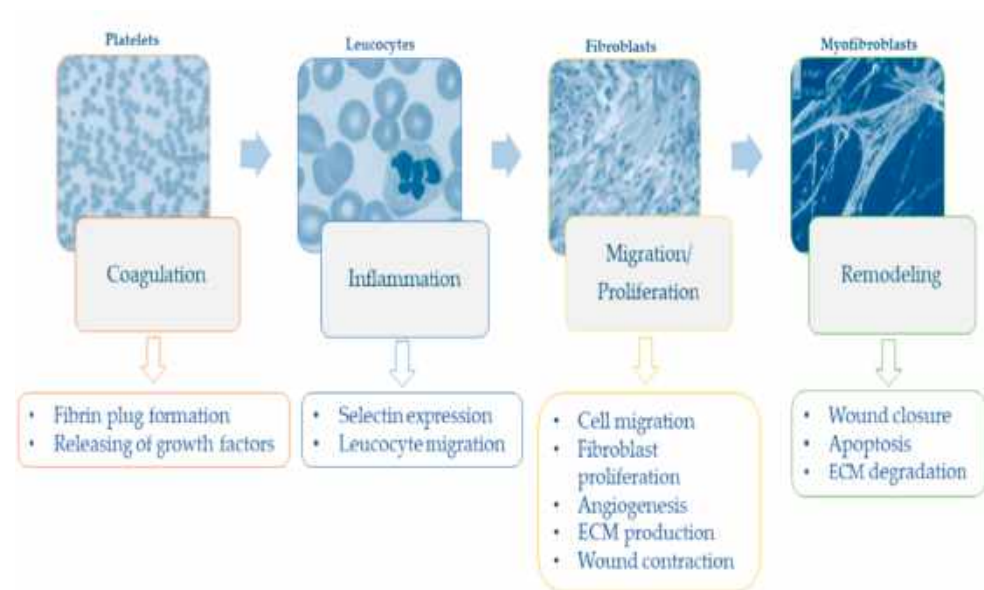 Platelets
Leucocytes
Fibroblasts
Myofibroblasts
Coagulation
Inflammation
Migration/
Proliferation
Remodeling
• Fibrin plug formation
• Releasing of growth factors
• Selectin expression
• Leucocyte migration
• Cell migration
• Fibroblast
proliferation
• Angiogenesis
• ECM production
• Wound contraction
• Wound closure
• Apoptosis
• ECM degradation